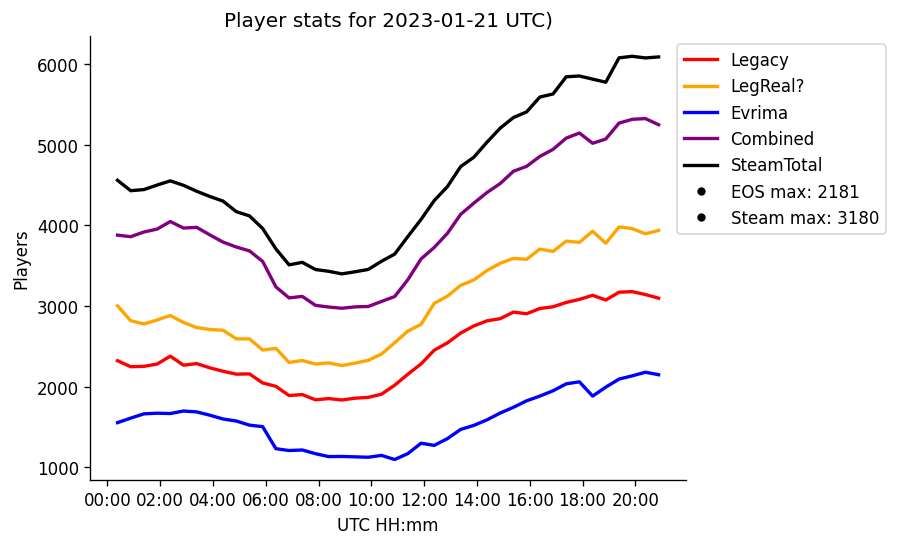 Player stats for 2023-01-21 UTC)
Players
6000
5000
4000
3000
2000
1000
00:00 02:00 04:00 06:00 08:00 10:00 12:00 14:00 16:00 18:00 20:00
UTC HH:mm
Legacy
LegReal?
Evrima
Combined
SteamTotal
EOS max: 2181
Steam max: 3180